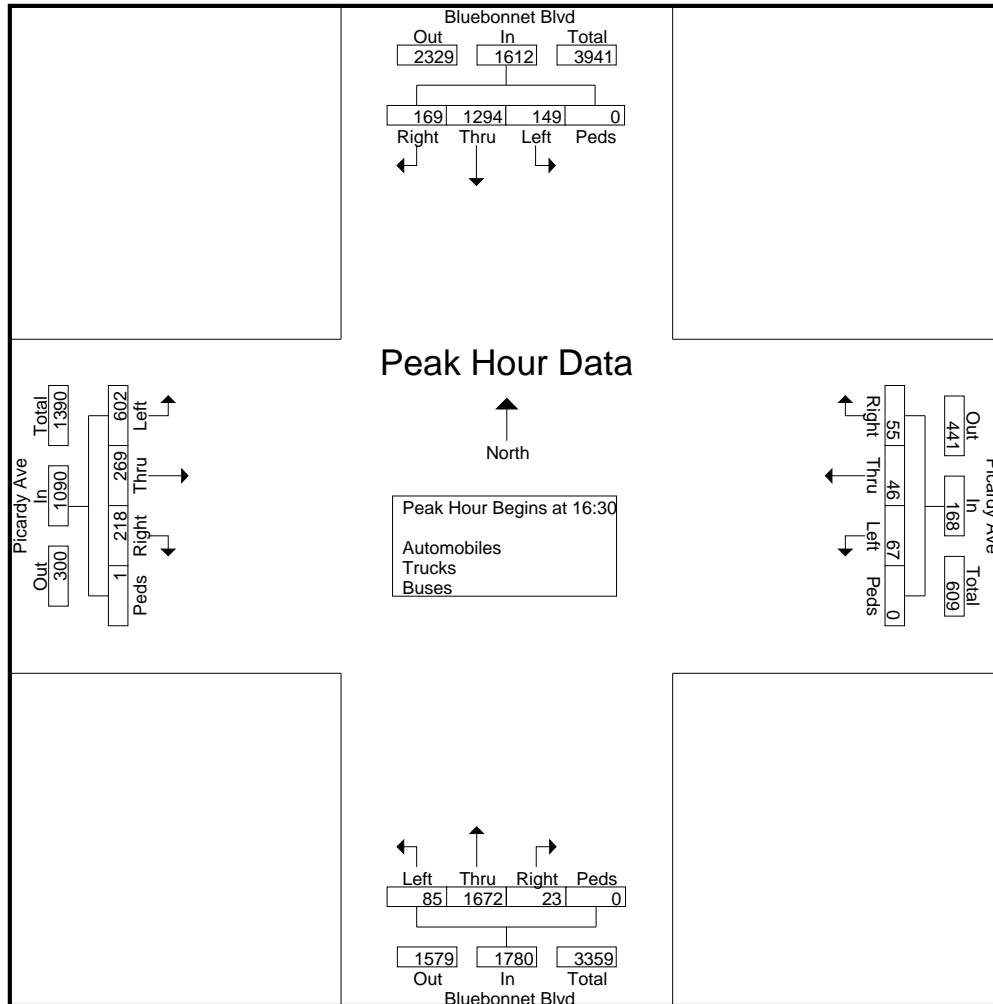 Bluebonnet Blvd
Out In Total
2329 1612 3941
169 1294 149 0
Right Thru Left Peds
Peak Hour Data
North
Peak Hour Begins at 16:30
Automobiles
Trucks
Buses
Picardy Ave
Total In Out
1390 1090 300
602 269 218 1
Left Thru Right Peds
Right Thru Left Peds
55 46 67 0
441 168 609
Out In Total
Picardy Ave
Left Thru Right Peds
85 1672 23 0
1579 1780 3359
Out In Total
Bluebonnet Blvd